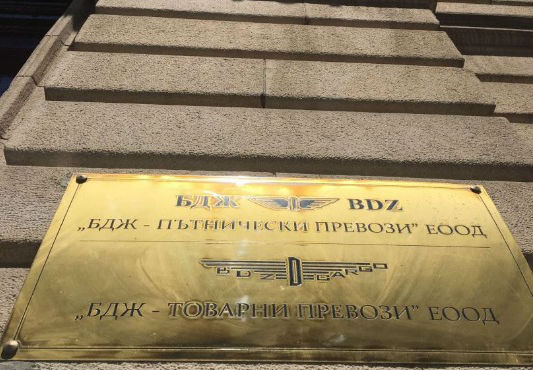 БДЖ BDZ
„БДЖ - ПЪТНИЧЕСКИ ПРЕВОЗИ” ЕООД
BDZ CARGO
„БДЖ - ТОВАРНИ ПРЕВОЗИ” ЕООД